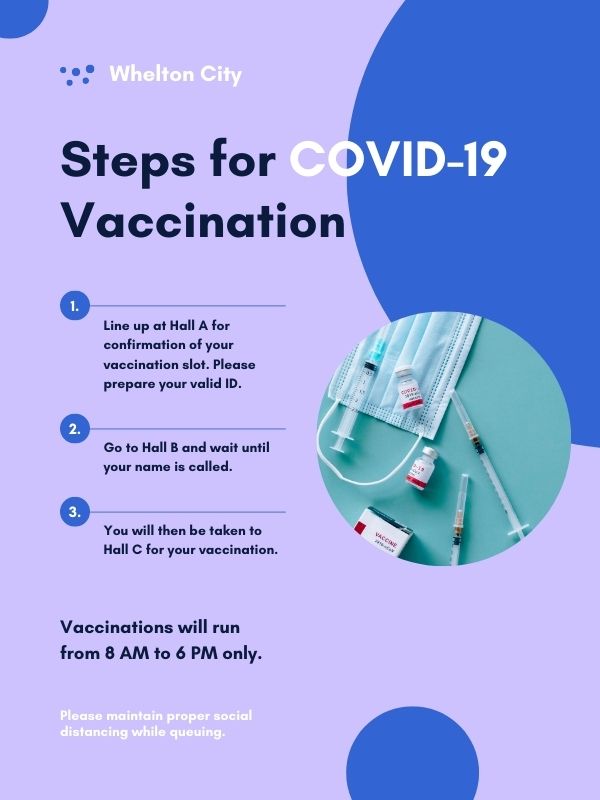 Whelton City
Steps for COVID-19
Vaccination
1.
Line up at Hall A for
confirmation of your
vaccination slot. Please
prepare your valid ID.
2.
Go to Hall B and wait until
your name is called.
3.
You will then be taken to
Hall C for your vaccination.
VACCINE
Vaccinations will run
from 8 AM to 6 PM only.
Please maintain proper social
distancing while queuing.